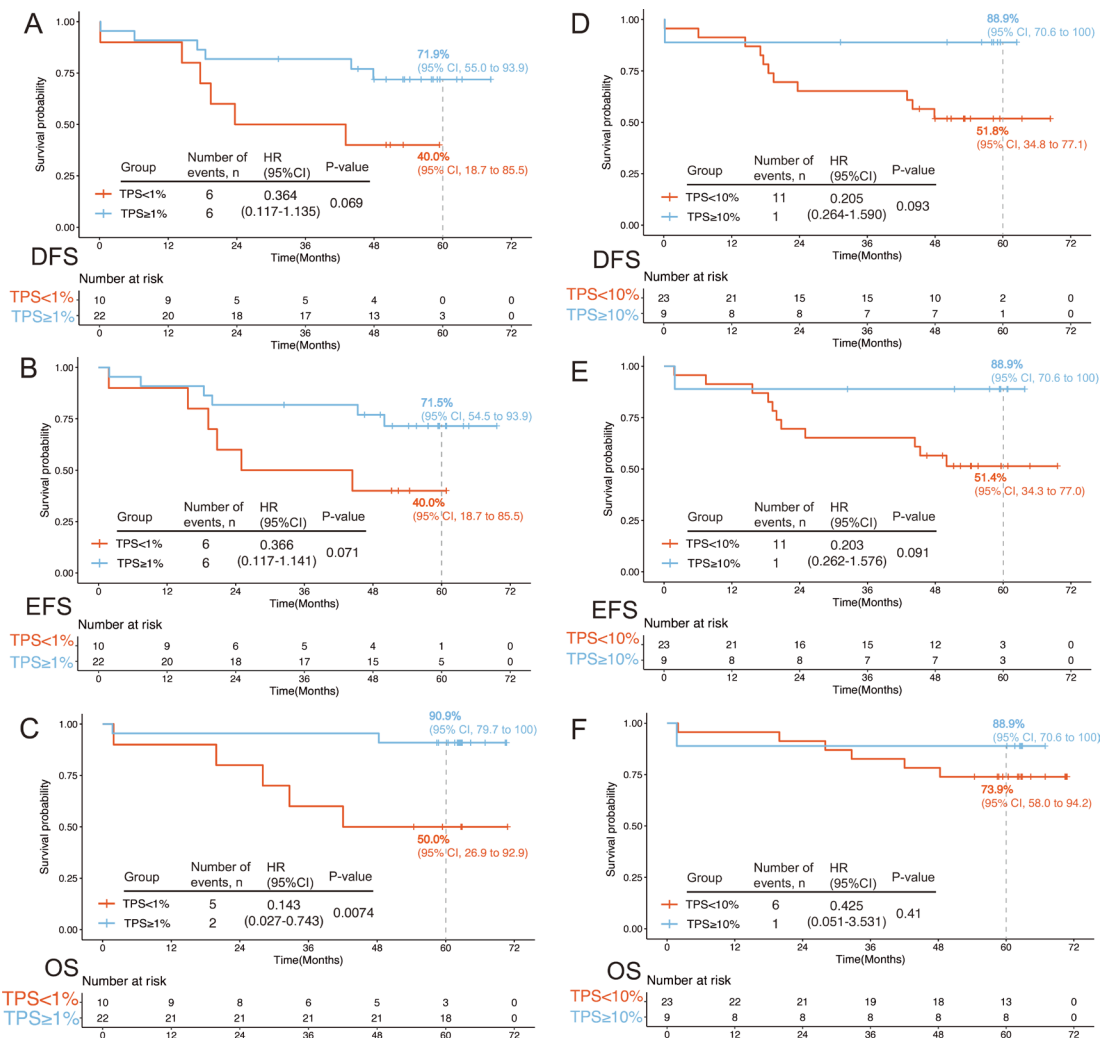 A
1.00
0.75
0.50
0.25
0.00
Survival probability
71.9%
(95% CI, 55.0 to 93.9)
40.0%
(95% CI, 18.7 to 85.5)
Group Number of events, n HR (95%CI) P-value
TPS<1% 6 0.364 (0.117-1.135) 0.069
TPS≥1% 6
0 12 24 36 48 60 72
Time(Months)
DFS
Number at risk
TPS<1% 10 9 5 5 4 0 0
TPS≥1% 22 20 18 17 13 3 0
0 12 24 36 48 60 72
Time(Months)
B
1.00
0.75
0.50
0.25
0.00
Survival probability
71.5%
(95% CI, 54.5 to 93.9)
40.0%
(95% CI, 18.7 to 85.5)
Group Number of events, n HR (95%CI) P-value
TPS<1% 6 0.366 (0.117-1.141) 0.071
TPS≥1% 6
0 12 24 36 48 60 72
Time(Months)
EFS
Number at risk
TPS<1% 10 9 6 5 4 1 0
TPS≥1% 22 20 18 17 15 5 0
0 12 24 36 48 60 72
Time(Months)
C
1.00
0.75
0.50
0.25
0.00
Survival probability
90.9%
(95% CI, 79.7 to 100)
50.0%
(95% CI, 26.9 to 92.9)
Group Number of events, n HR (95%CI) P-value
TPS<1% 5 0.143 (0.027-0.743) 0.0074
TPS≥1% 2
0 12 24 36 48 60 72
Time(Months)
OS
Number at risk
TPS<1% 10 9 8 6 5 3 0
TPS≥1% 22 21 21 21 21 18 0
0 12 24 36 48 60 72
Time(Months)
D
1.00
0.75
0.50
0.25
0.00
Survival probability
88.9%
(95% CI, 70.6 to 100)
51.8%
(95% CI, 34.8 to 77.1)
Group Number of events, n HR (95%CI) P-value
TPS<10% 11 0.205 (0.264-1.590) 0.093
TPS≥10% 1
0 12 24 36 48 60 72
Time(Months)
DFS
Number at risk
TPS<10% 23 21 15 15 10 2 0
TPS≥10% 9 8 8 7 7 1 0
0 12 24 36 48 60 72
Time(Months)
E
1.00
0.75
0.50
0.25
0.00
Survival probability
88.9%
(95% CI, 70.6 to 100)
51.4%
(95% CI, 34.3 to 77.0)
Group Number of events, n HR (95%CI) P-value
TPS<10% 11 0.203 (0.262-1.576) 0.091
TPS≥10% 1
0 12 24 36 48 60 72
Time(Months)
EFS
Number at risk
TPS<10% 23 21 16 15 12 3 0
TPS≥10% 9 8 8 7 7 3 0
0 12 24 36 48 60 72
Time(Months)
F
1.00
0.75
0.50
0.25
0.00
Survival probability
88.9%
(95% CI, 70.6 to 100)
73.9%
(95% CI, 58.0 to 94.2)
Group Number of events, n HR (95%CI) P-value
TPS<10% 6 0.425 (0.051-3.531) 0.41
TPS≥10% 1
0 12 24 36 48 60 72
Time(Months)
OS
Number at risk
TPS<10% 23 22 21 19 18 13 0
TPS≥10% 9 8 8 8 8 8 0
0 12 24 36 48 60 72
Time(Months)